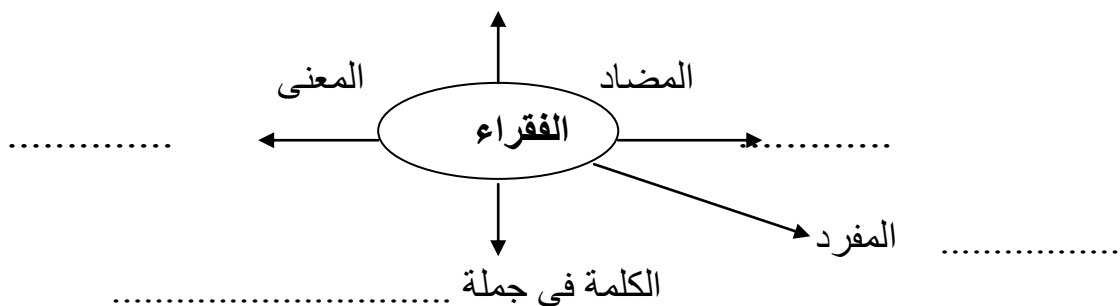 المضاد المعنى
الفقراء
............ ..............
المفرد ................
الكلمة في جملة ..............................